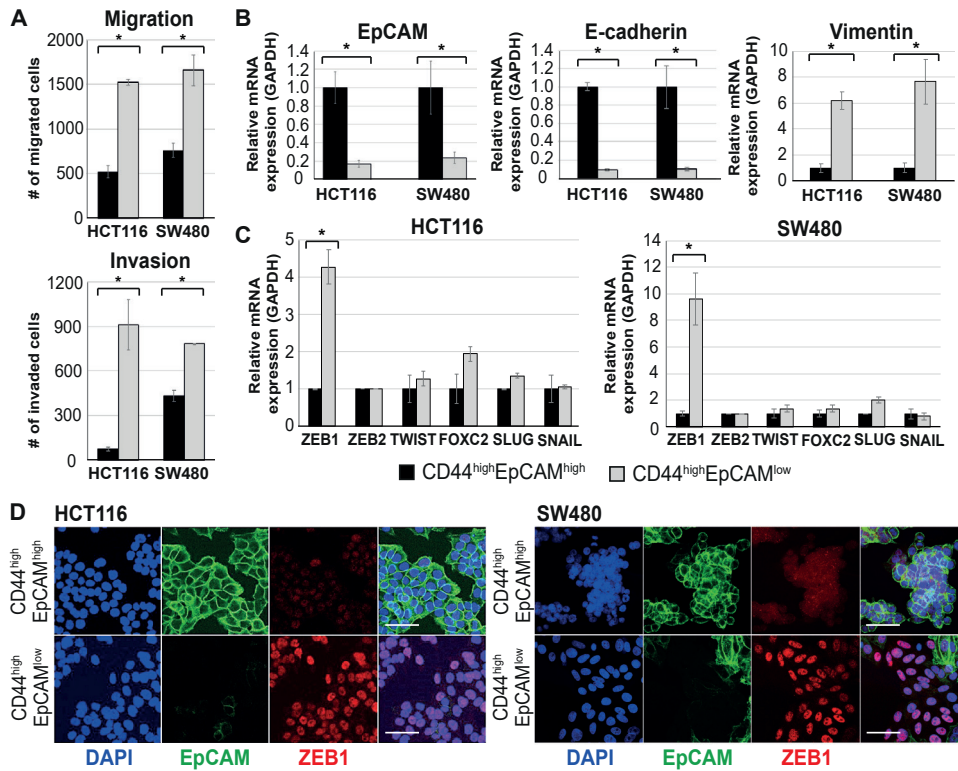 A
Migration
# of migrated cells
2000
1500
1000
500
0
*
*
HCT116 SW480
Invasion
# of invaded cells
1200
900
600
300
0
*
*
HCT116 SW480
B
EpCAM
Relative mRNA
expression (GAPDH)
1.4
1.2
1.0
0.8
0.6
0.4
0.2
0
*
*
HCT116 SW480
E-cadherin
Relative mRNA
expression (GAPDH)
1.4
1.2
1.0
0.8
0.6
0.4
0.2
0
*
*
HCT116 SW480
Vimentin
Relative mRNA
expression (GAPDH)
10
8
6
4
2
0
*
*
HCT116 SW480
C
HCT116
Relative mRNA
expression (GAPDH)
5
4
3
2
1
0
*
ZEB1 ZEB2 TWIST FOXC2 SLUG SNAIL
SW480
Relative mRNA
expression (GAPDH)
14
12
10
8
6
4
2
0
*
ZEB1 ZEB2 TWIST FOXC2 SLUG SNAIL
CD44highEpCAMhigh
CD44highEpCAMlow
D
HCT116
CD44high
EpCAMhigh
CD44high
EpCAMlow
DAPI EpCAM ZEB1
SW480
CD44high
EpCAMhigh
CD44high
EpCAMlow
DAPI EpCAM ZEB1